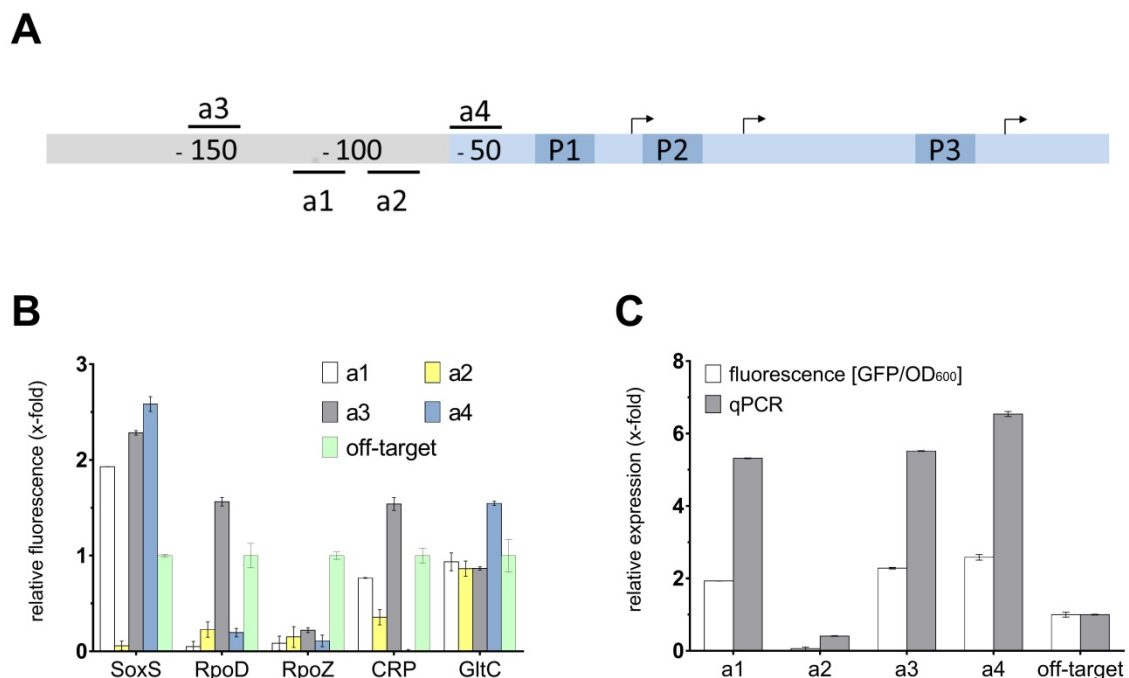 A
a3
a4
- 150
- 100
- 50
P1
P2
P3
a1
a2
B
relative fluorescence (x-fold)
3
2
1
0
a1
a2
a3
a4
off-target
SoxS
RpoD
RpoZ
CRP
GltC
C
relative expression (x-fold)
8
6
4
2
0
fluorescence [GFP/OD600]
qPCR
a1
a2
a3
a4
off-target